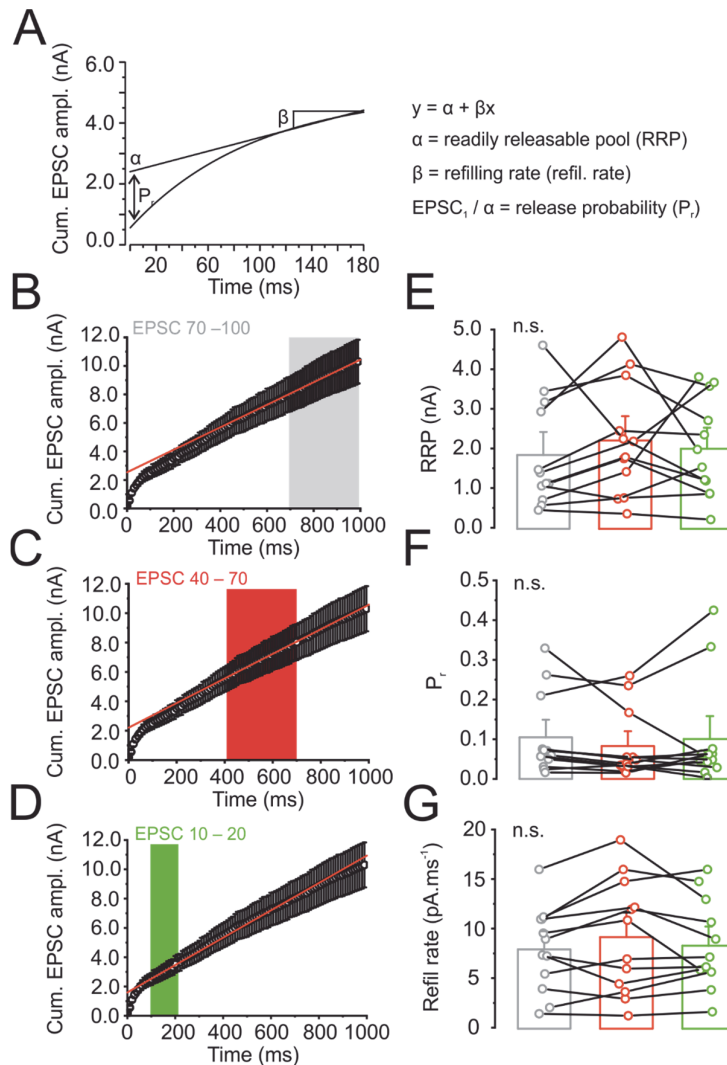 A
Cum. EPSC ampl. (nA)
6.0
4.0
2.0
0.0
α
β
Pr
20 60 100 140 180
Time (ms)
y = α + βx
α = readily releasable pool (RRP)
β = refilling rate (refil. rate)
EPSC₁ / α = release probability (Pᵣ)
B
EPSC 70 –100
Cum. EPSC ampl. (nA)
12.0
10.0
8.0
6.0
4.0
2.0
0.0
0 200 400 600 800 1000
Time (ms)
C
EPSC 40 – 70
Cum. EPSC ampl. (nA)
12.0
10.0
8.0
6.0
4.0
2.0
0.0
0 200 400 600 800 1000
Time (ms)
D
EPSC 10 – 20
Cum. EPSC ampl. (nA)
12.0
10.0
8.0
6.0
4.0
2.0
0.0
0 200 400 600 800 1000
Time (ms)
E
n.s.
RRP (nA)
5.0
4.0
3.0
2.0
1.0
0.0
F
n.s.
Pᵣ
0.5
0.4
0.3
0.2
0.1
0.0
G
n.s.
Refil rate (pA.ms⁻¹)
20
15
10
5
0